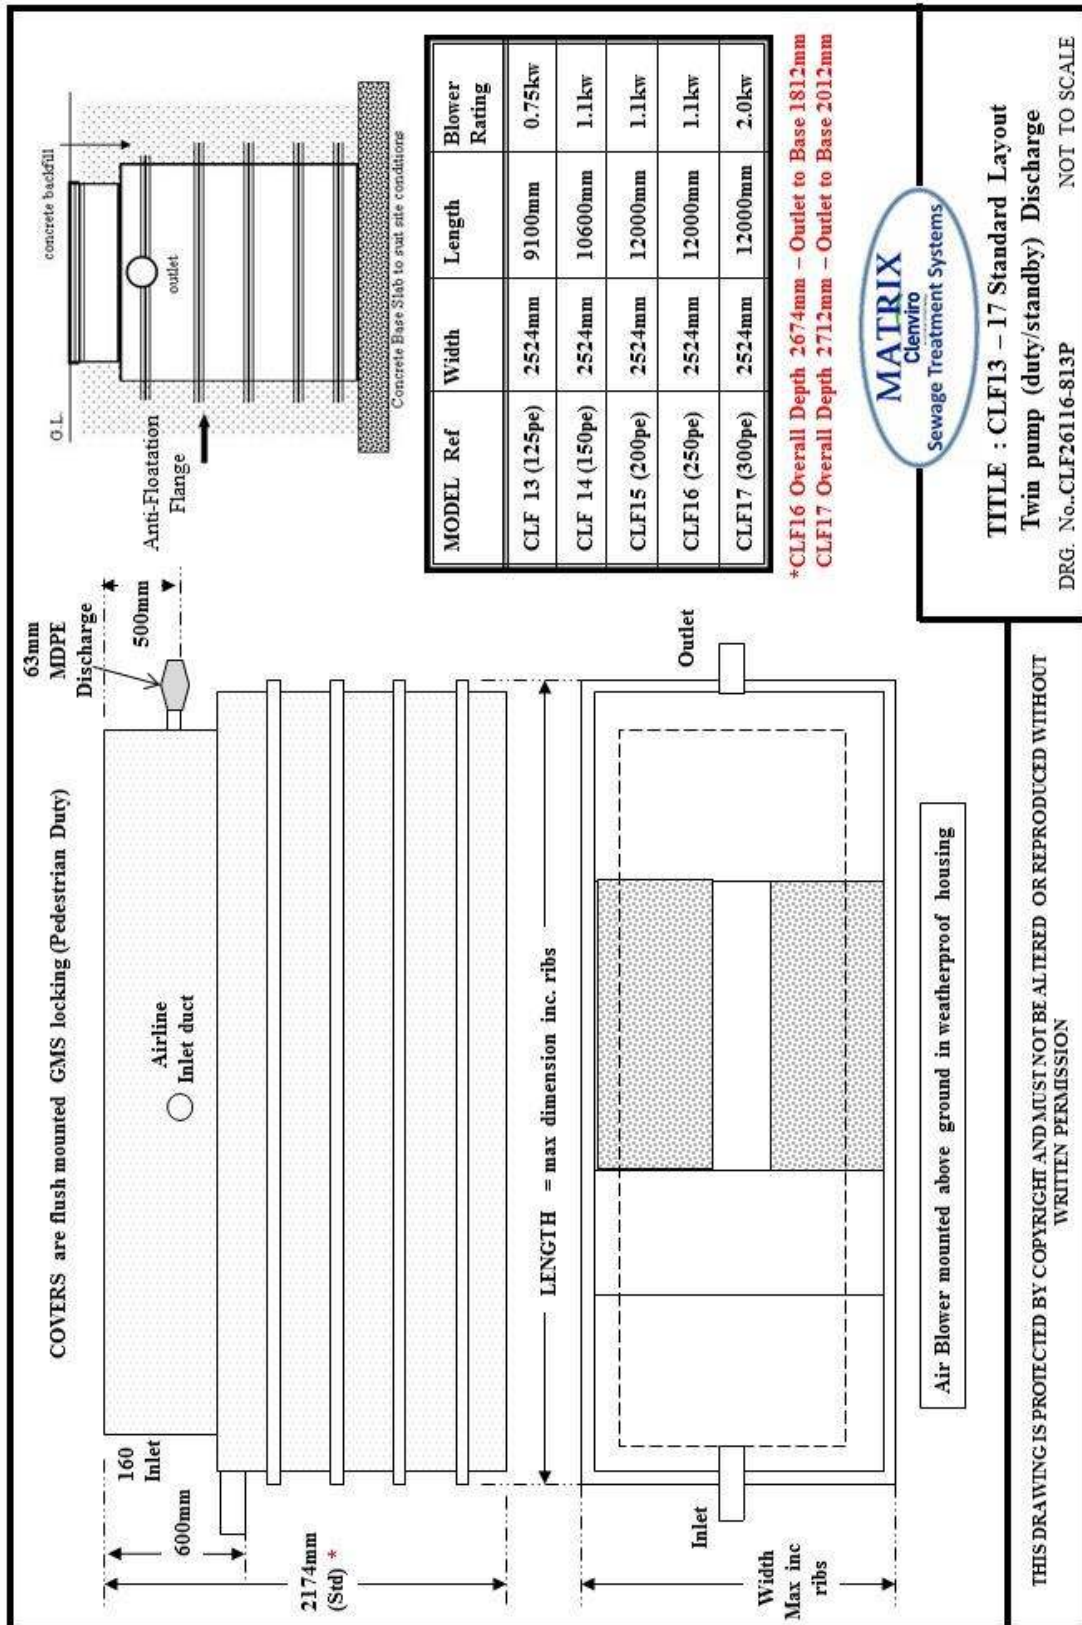 COVERS are flush mounted GMS locking (Pedestrian Duty)
63mm
MDPE
Discharge
500mm
160
Inlet
Airline
Inlet duct
600mm
2174mm
(Std) *
LENGTH = max dimension inc. ribs
Inlet
Outlet
Width
Max inc
ribs
Air Blower mounted above ground in weatherproof housing
G.L.
concrete backfill
Anti-Floatation
Flange
outlet
Concrete Base Slab to suit site conditions
MODEL Ref Width Length Blower Rating
CLF 13 (125pe) 2524mm 9100mm 0.75kw
CLF 14 (150pe) 2524mm 10600mm 1.1kw
CLF15 (200pe) 2524mm 12000mm 1.1kw
CLF16 (250pe) 2524mm 12000mm 1.1kw
CLF17 (300pe) 2524mm 12000mm 2.0kw
*CLF16 Overall Depth 2674mm – Outlet to Base 1812mm
CLF17 Overall Depth 2712mm – Outlet to Base 2012mm
MATRIX
Clenviro
Sewage Treatment Systems
TITLE : CLF13 – 17 Standard Layout
Twin pump (duty/standby) Discharge
DRG. No..CLF26116-813P NOT TO SCALE
THIS DRAWING IS PROTECTED BY COPYRIGHT AND MUST NOT BE ALTERED OR REPRODUCED WITHOUT
WRITTEN PERMISSION